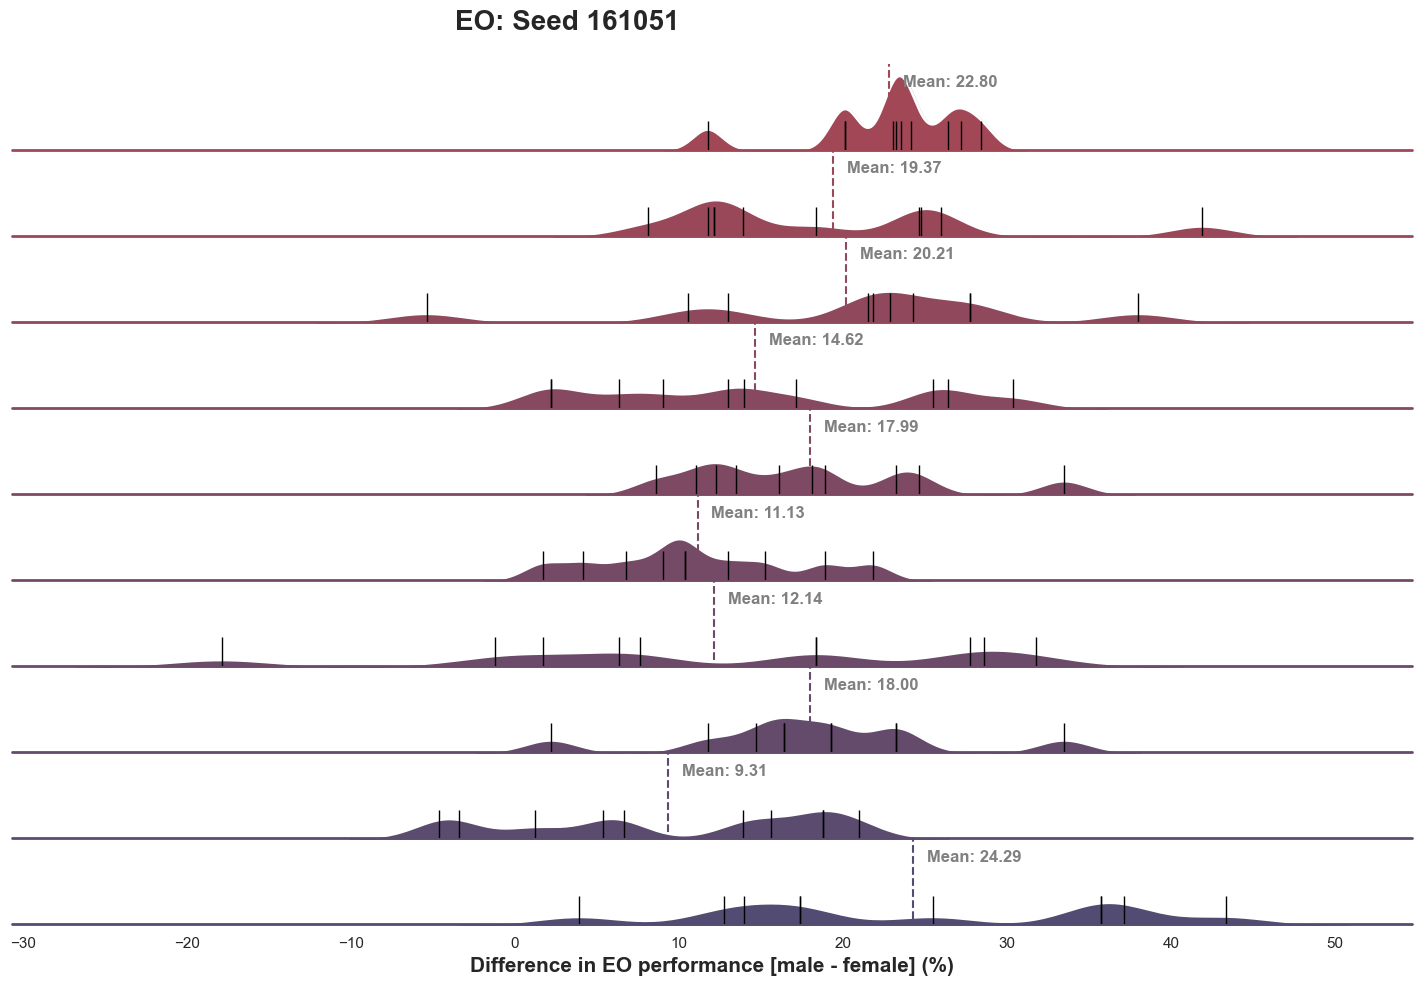 EO: Seed 161051
Mean: 22.80
Mean: 19.37
Mean: 20.21
Mean: 14.62
Mean: 17.99
Mean: 11.13
Mean: 12.14
Mean: 18.00
Mean: 9.31
Mean: 24.29
−30 −20 −10 0 10 20 30 40 50
Difference in EO performance [male - female] (%)